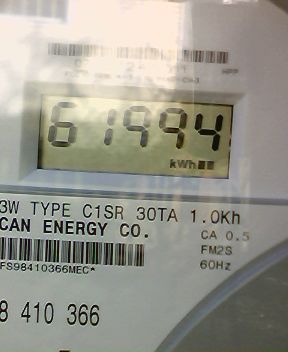 61994
kWh
3W TYPE C1SR 30TA 1.0Kh
CAN ENERGY CO.
CA 0.5
FM2S
60Hz
FS98410366MEC*
8 410 366